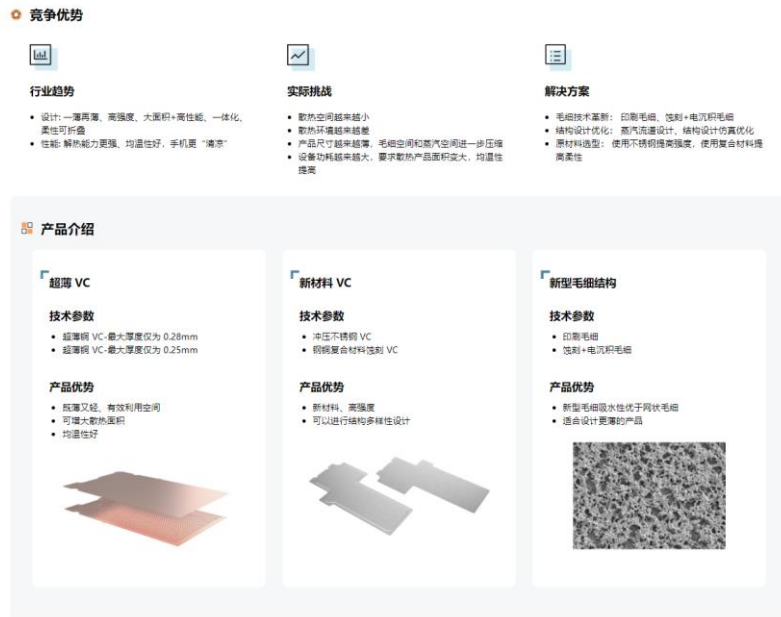 竞争优势
行业趋势
设计: 一薄再薄、高强度、大面积+高性能、一体化、
柔性可折叠
性能: 解热能力更强、均温性好，手机更“清凉”
实际挑战
散热空间越来越小
散热环境越来越差
产品尺寸越来越薄，毛细空间和蒸汽空间进一步压缩
设备功耗越来越大，要求散热产品面积变大，均温性
提高
解决方案
毛细技术革新： 印刷毛细、蚀刻+电沉积毛细
结构设计优化： 蒸汽流道设计、结构设计仿真优化
原材料选型： 使用不锈钢提高强度，使用复合材料提
高柔性
产品介绍
超薄 VC
技术参数
超薄铜 VC-最大厚度仅为 0.28mm
超薄钢 VC-最大厚度仅为 0.25mm
产品优势
既薄又轻、有效利用空间
可增大散热面积
均温性好
新材料 VC
技术参数
冲压不锈钢 VC
钢铜复合材料蚀刻 VC
产品优势
新材料、高强度
可以进行结构多样性设计
新型毛细结构
技术参数
印刷毛细
蚀刻+电沉积毛细
产品优势
新型毛细吸水性优于网状毛细
适合设计更薄的产品